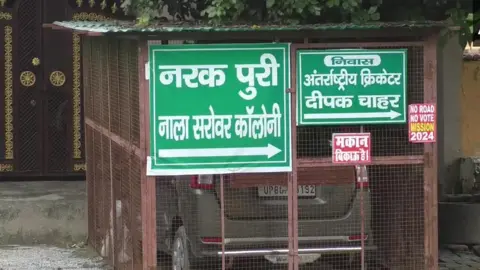 नरक पुरी
नाला सरोवर कॉलोनी
निवास
अंतर्राष्ट्रीय क्रिकेटर
दीपक चाहर
मकान
बिकाऊ है।
NO ROAD
NO VOTE
MISSION
2024